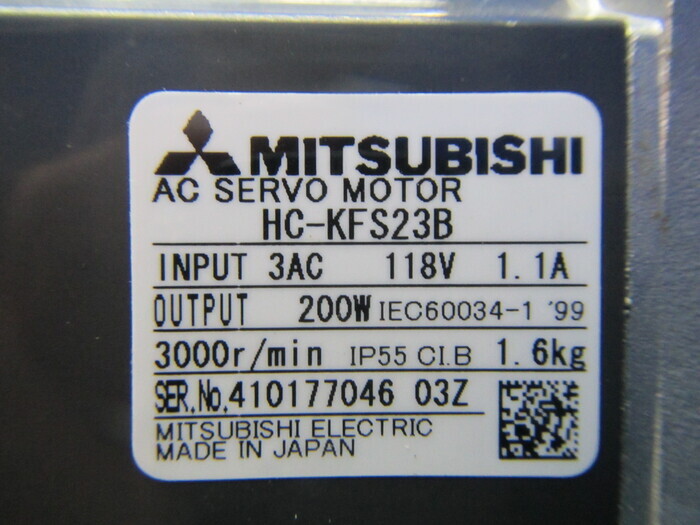 MITSUBISHI
AC SERVO MOTOR
HC-KFS23B
INPUT 3AC 118V 1.1A
OUTPUT 200W IEC60034-1 '99
3000r/min IP55 CI.B 1.6kg
SER.No.410177046 03Z
MITSUBISHI ELECTRIC
MADE IN JAPAN